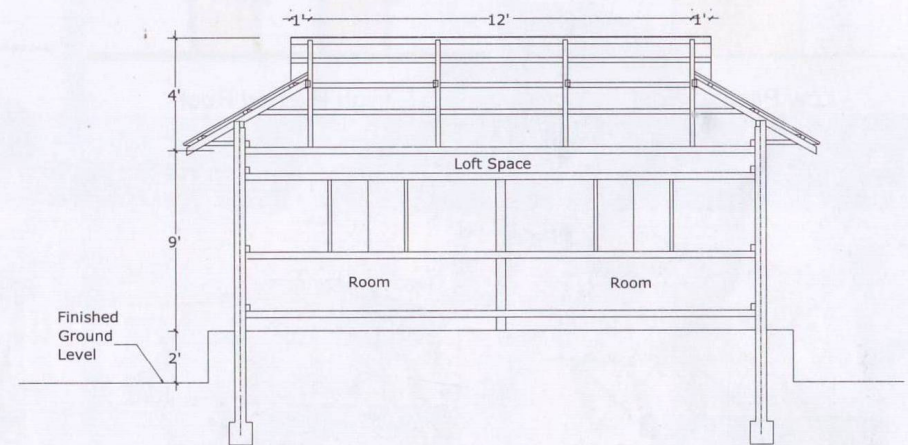 1' 12' 1'
4'
Loft Space
9'
Room Room
Finished
Ground
Level
2'